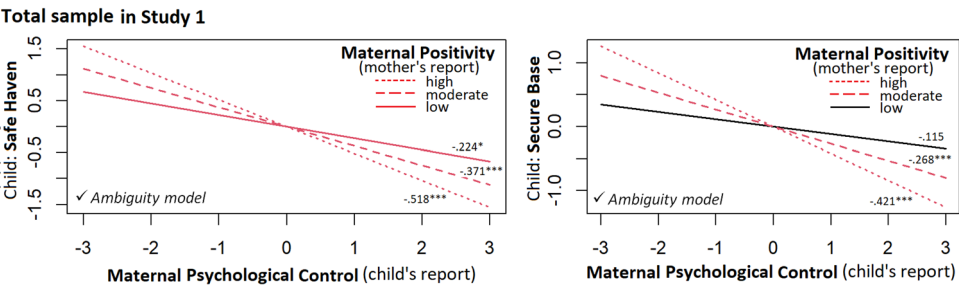 Total sample in Study 1
Child: Safe Haven
1.5
0.5
-0.5
-1.5
Maternal Positivity
(mother's report)
high
moderate
low
-.224*
-.371***
-.518***
✓ Ambiguity model
-3 -2 -1 0 1 2 3
Maternal Psychological Control (child's report)
Child: Secure Base
1.0
0.0
-1.0
Maternal Positivity
(mother's report)
high
moderate
low
-.115
-.268***
-.421***
✓ Ambiguity model
-3 -2 -1 0 1 2 3
Maternal Psychological Control (child's report)